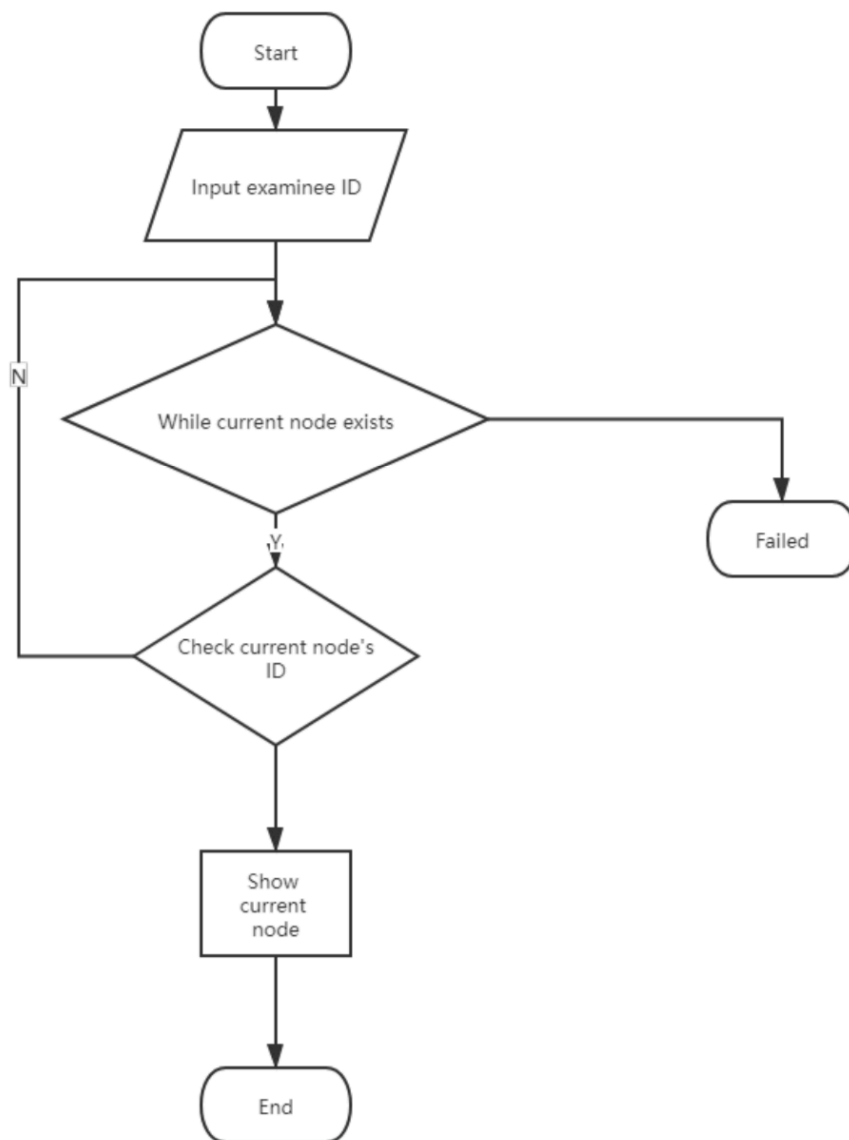 Start
Input examinee ID
N
While current node exists
Y
Failed
Check current node's
ID
Show
current
node
End